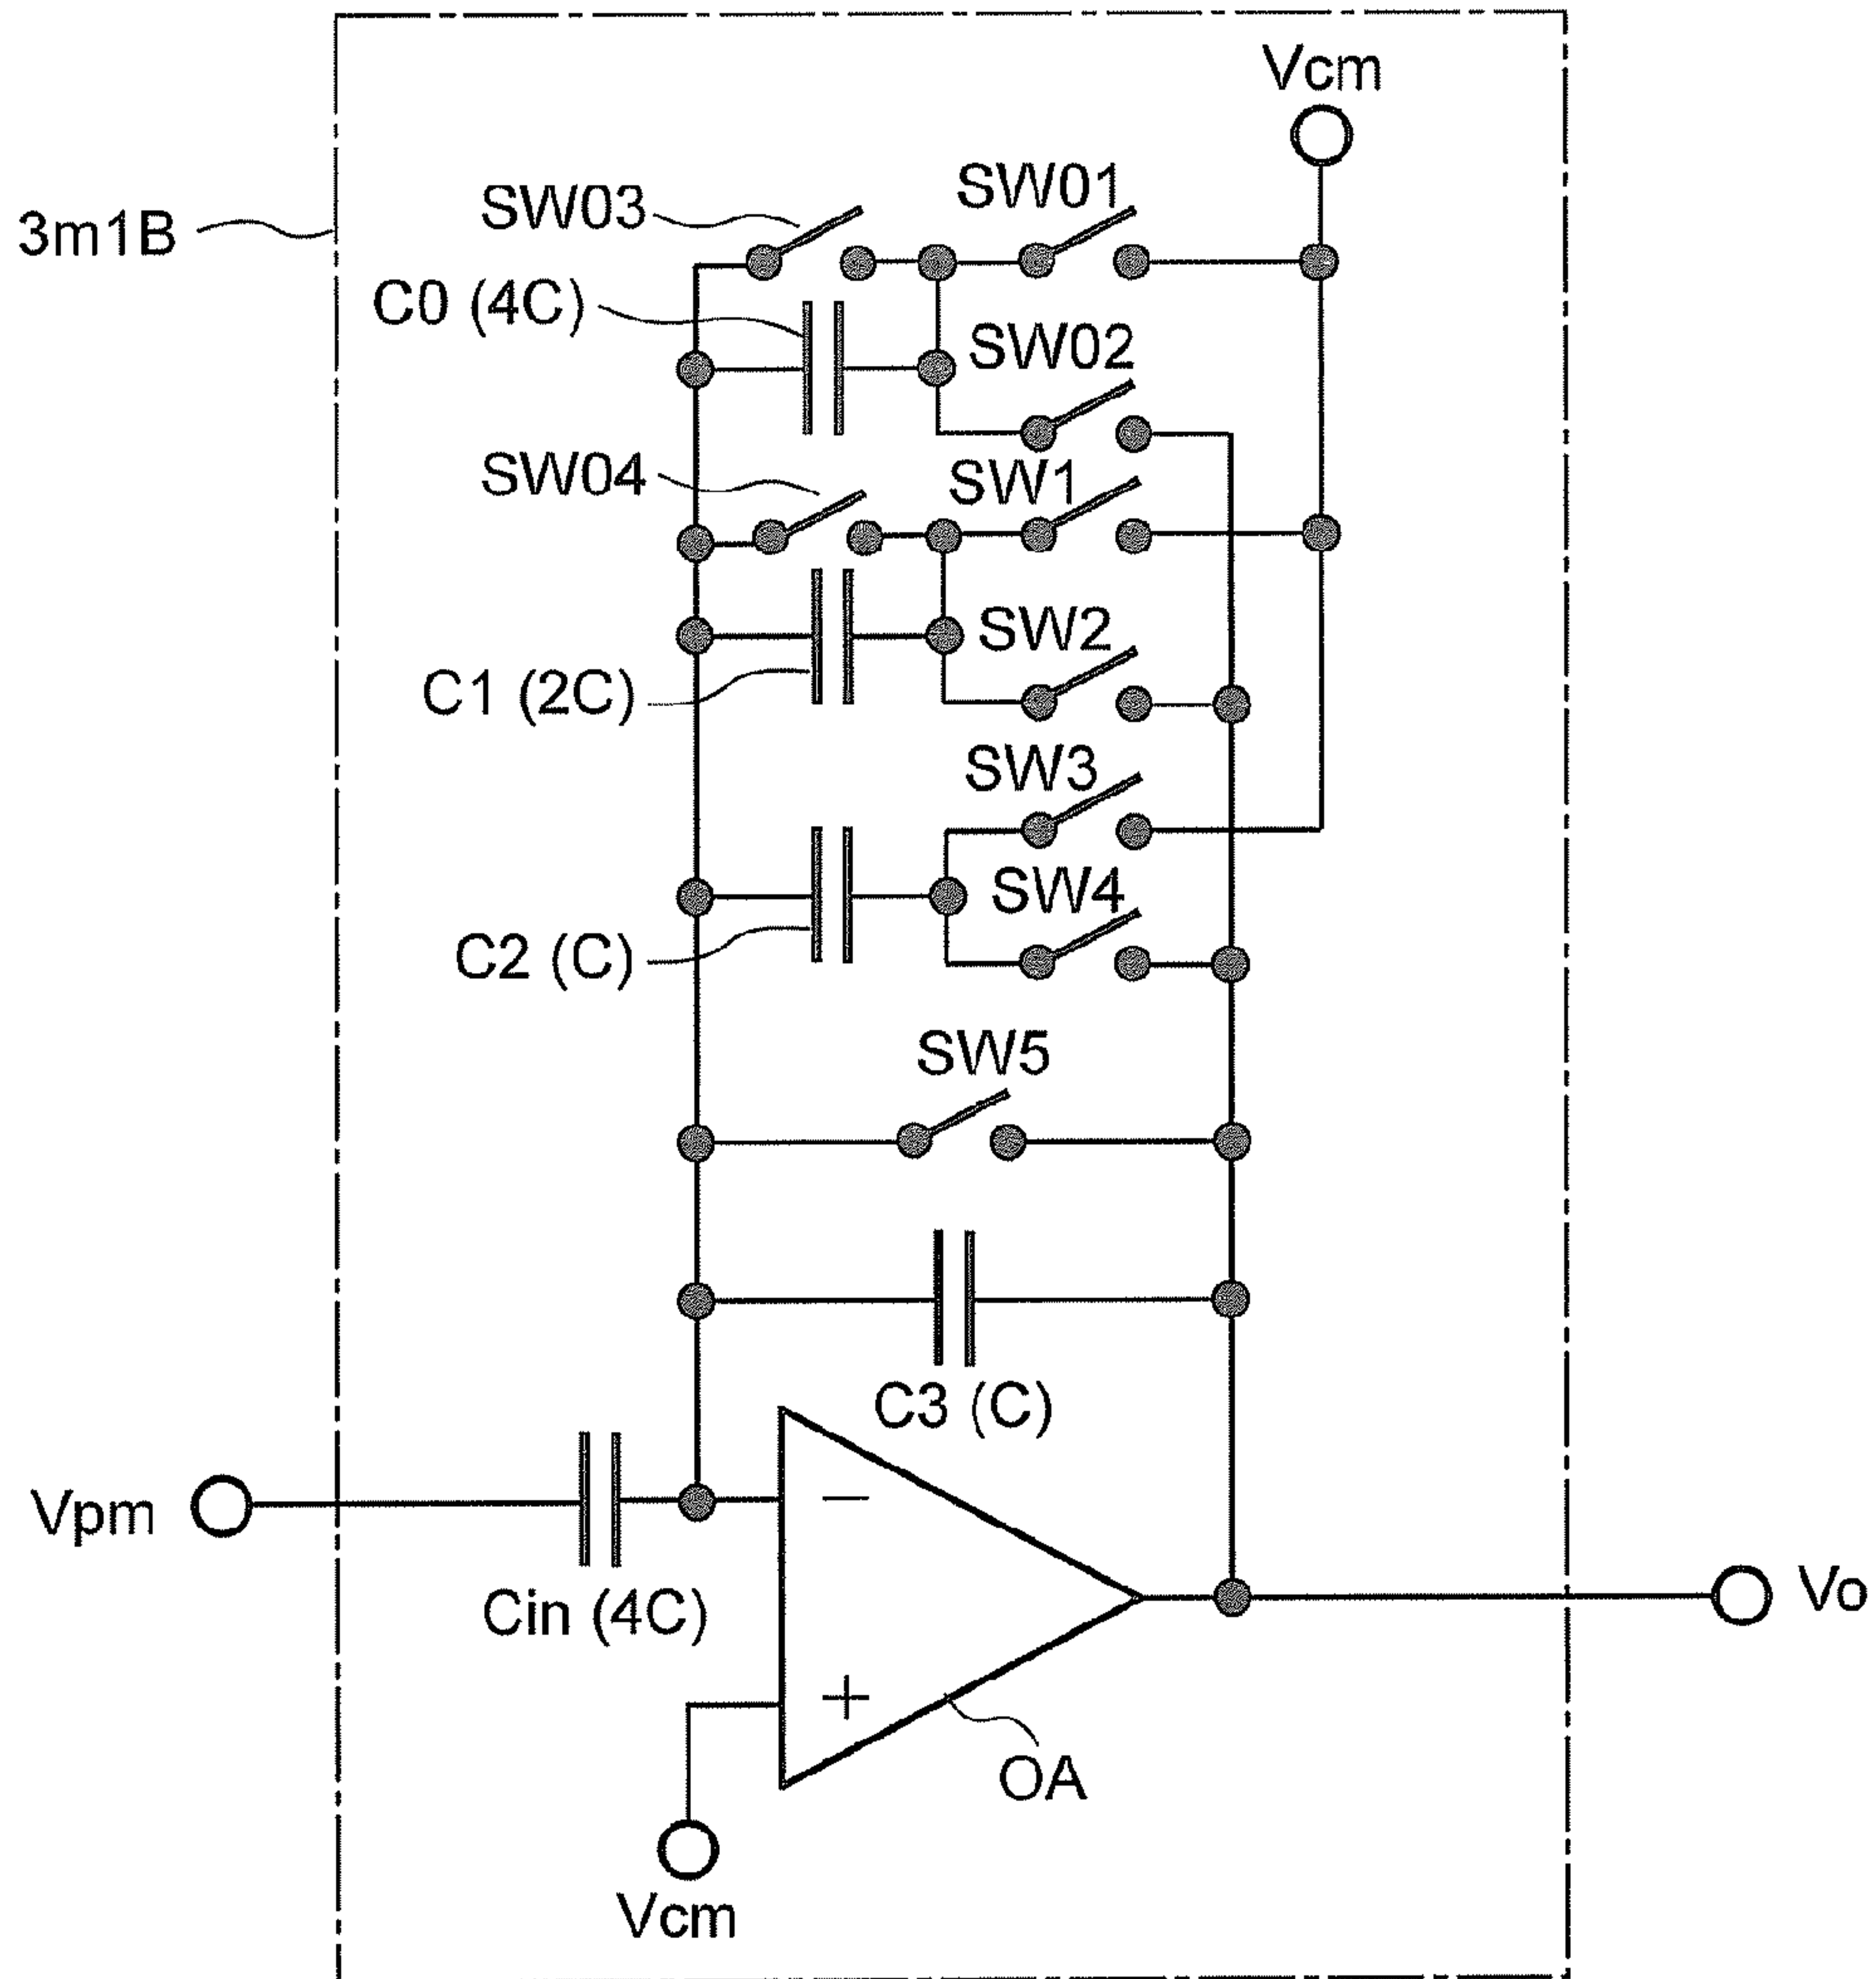 Vcm
SW03
SW01
3m1B
C0 (4C)
SW02
SW04
SW1
SW2
C1 (2C)
SW3
SW4
C2 (C)
SW5
C3 (C)
Vpm
−
Cin (4C)
Vo
+
OA
Vcm